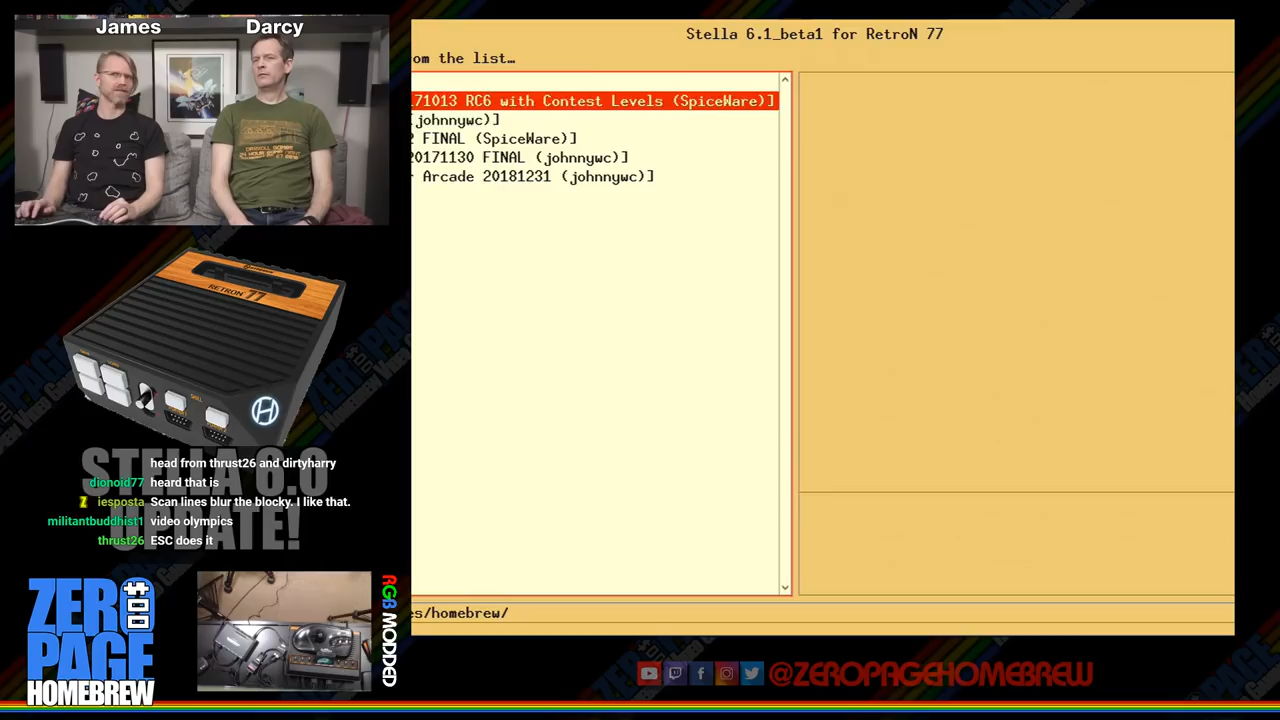 James
Darcy
Stella 6.1_beta1 for RetroN 77
om the list…
71013 RC6 with Contest Levels (SpiceWare)]
(johnnywc)]
2 FINAL (SpiceWare)]
20171130 FINAL (johnnywc)]
r Arcade 20181231 (johnnywc)]
es/homebrew/
RETRON 77
STELLA 6.0
UPDATE!
head from thrust26 and dirtyharry
dionoid77 heard that is
iesposta Scan lines blur the blocky. I like that.
militantbuddhist1 video olympics
thrust26 ESC does it
ZERO
PAGE
HOMEBREW
RGB MODDED
@ZEROPAGEHOMEBREW